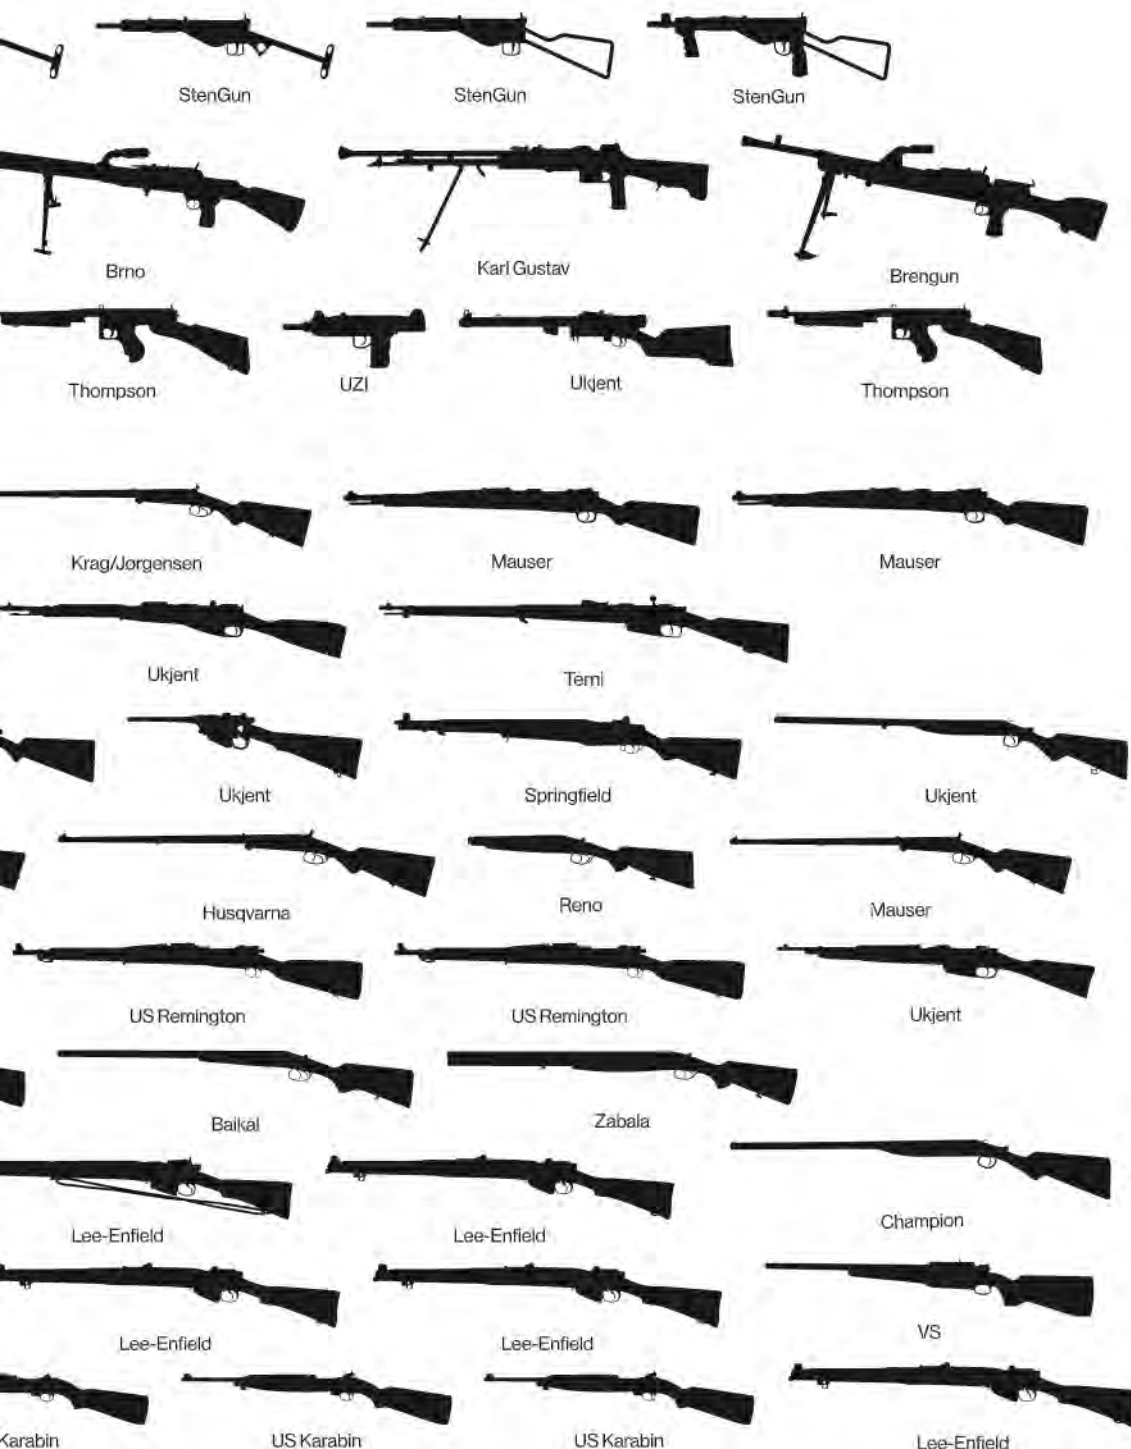 StenGun
StenGun
StenGun
Brno
Karl Gustav
Brengun
Thompson
UZI
Ukjent
Thompson
Krag/Jørgensen
Mauser
Mauser
Ukjent
Terni
Ukjent
Springfield
Ukjent
Husqvarna
Reno
Mauser
US Remington
US Remington
Ukjent
Baikal
Zabala
Champion
Lee-Enfield
Lee-Enfield
Lee-Enfield
Lee-Enfield
VS
Karabin
US Karabin
US Karabin
Lee-Enfield